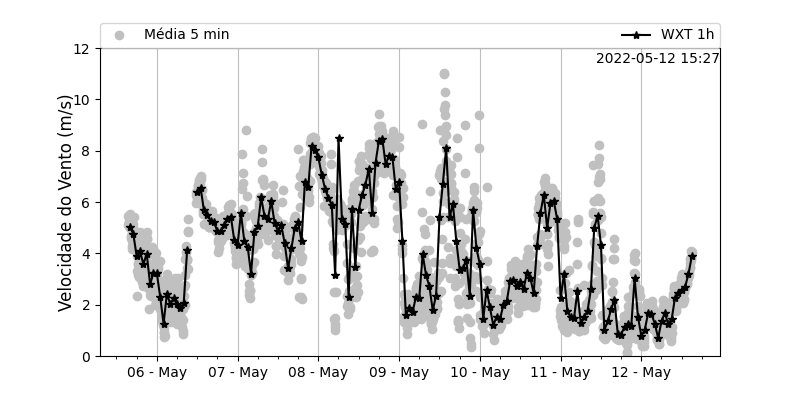 Média 5 min
WXT 1h
2022-05-12 15:27
Velocidade do Vento (m/s)
12
10
8
6
4
2
0
06 - May
07 - May
08 - May
09 - May
10 - May
11 - May
12 - May